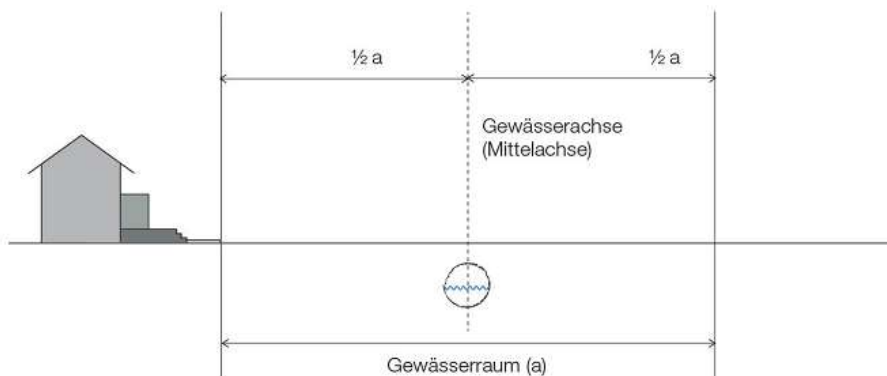 ½ a
½ a
Gewässerachse
(Mittelachse)
Gewässerraum (a)